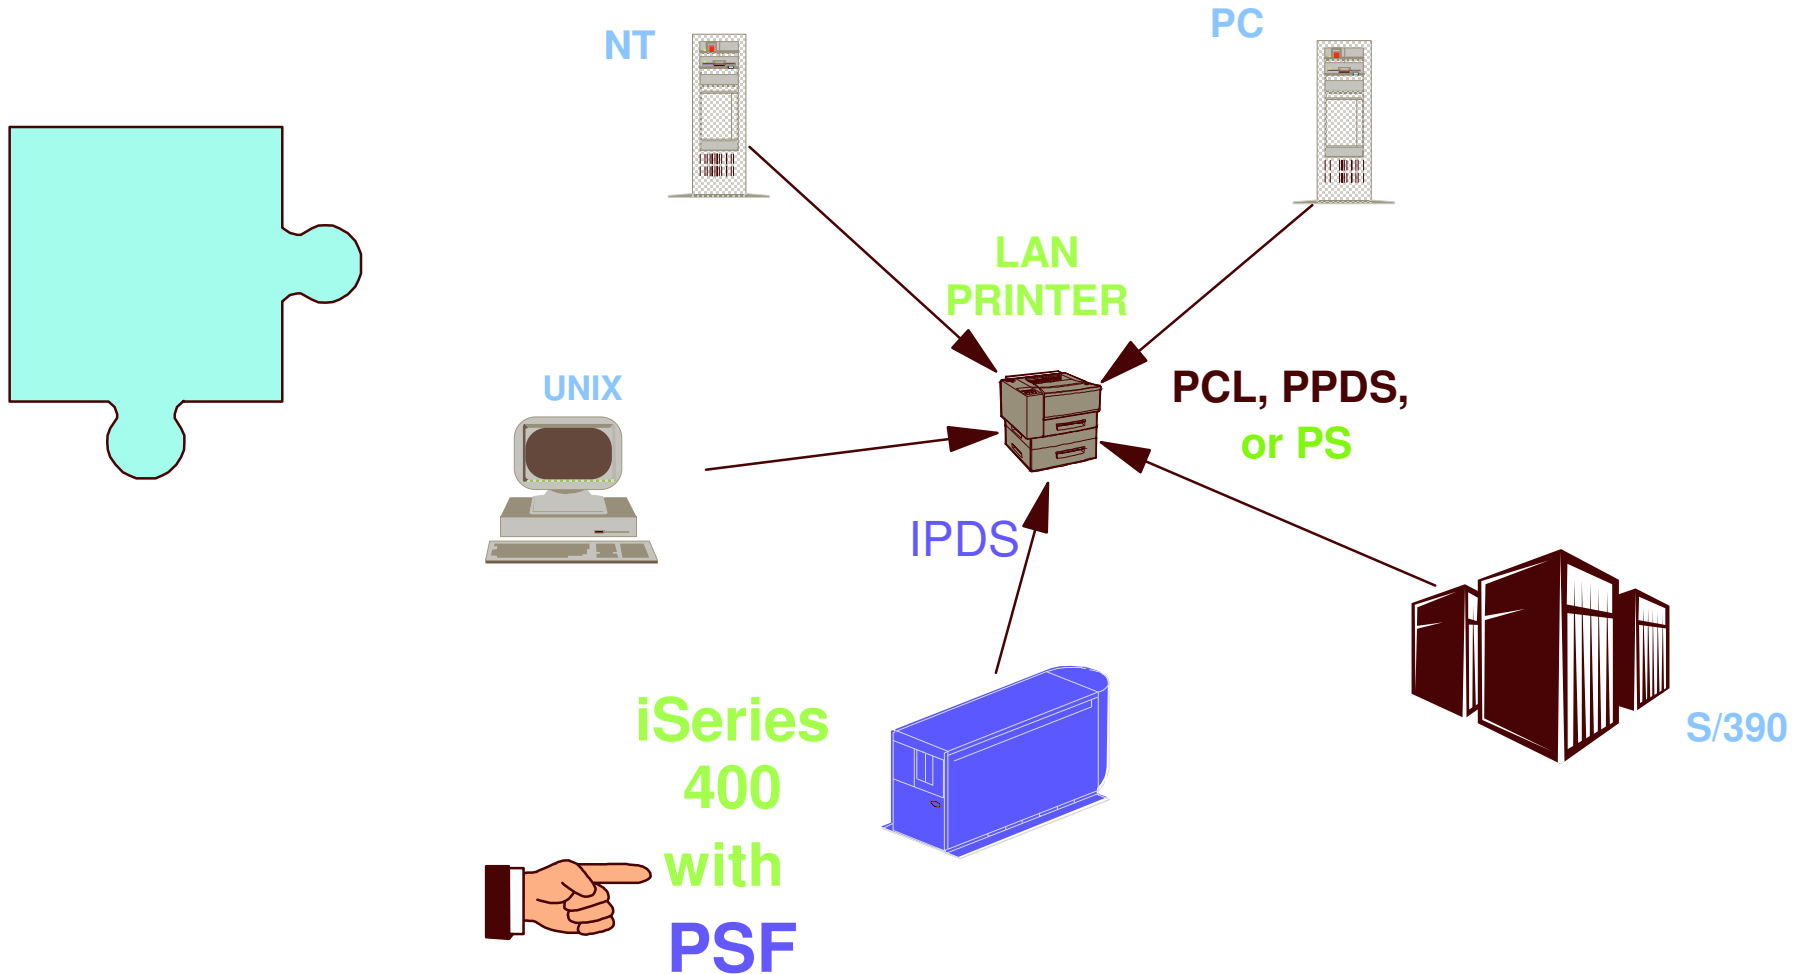 NT
PC
LAN
PRINTER
UNIX
PCL, PPDS,
or PS
IPDS
iSeries
400
with
PSF
S/390